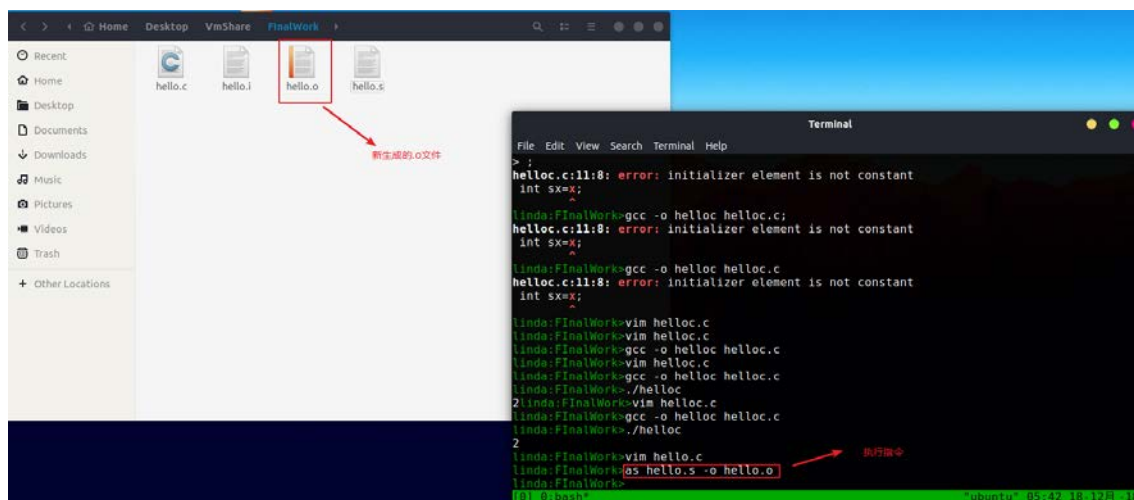 Home Desktop VmShare FInalWork
Recent
Home
Desktop
Documents
Downloads
Music
Pictures
Videos
Trash
+ Other Locations
hello.c hello.i hello.o hello.s
新生成的.o文件
Terminal
File Edit View Search Terminal Help
> ;
helloc.c:11:8: error: initializer element is not constant
int sx=x;
^
linda:FInalWork>gcc -o helloc helloc.c;
helloc.c:11:8: error: initializer element is not constant
int sx=x;
^
linda:FInalWork>gcc -o helloc helloc.c
helloc.c:11:8: error: initializer element is not constant
int sx=x;
^
linda:FInalWork>vim helloc.c
linda:FInalWork>vim helloc.c
linda:FInalWork>gcc -o helloc helloc.c
linda:FInalWork>vim helloc.c
linda:FInalWork>gcc -o helloc helloc.c
linda:FInalWork>./helloc
2linda:FInalWork>vim helloc.c
linda:FInalWork>gcc -o helloc helloc.c
linda:FInalWork>./helloc
2
linda:FInalWork>vim hello.c
linda:FInalWork>as hello.s -o hello.o
执行指令
linda:FInalWork>
[0] 0:bash* "ubuntu" 05:42 18-12月